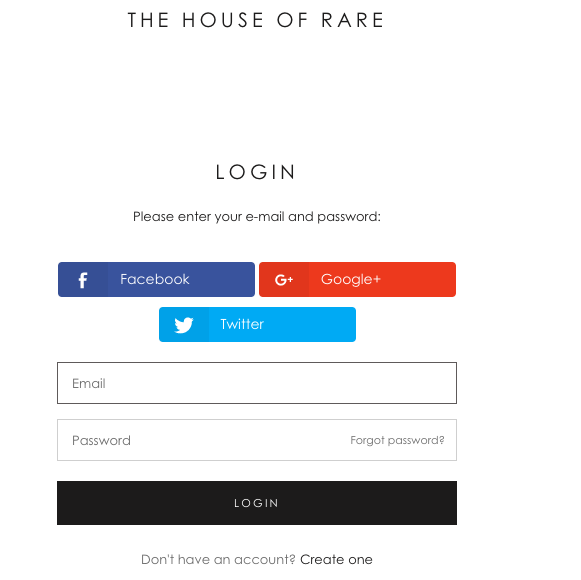 THE HOUSE OF RARE
LOGIN
Please enter your e-mail and password:
Facebook
Google+
Twitter
Email
Password
Forgot password?
LOGIN
Don't have an account? Create one